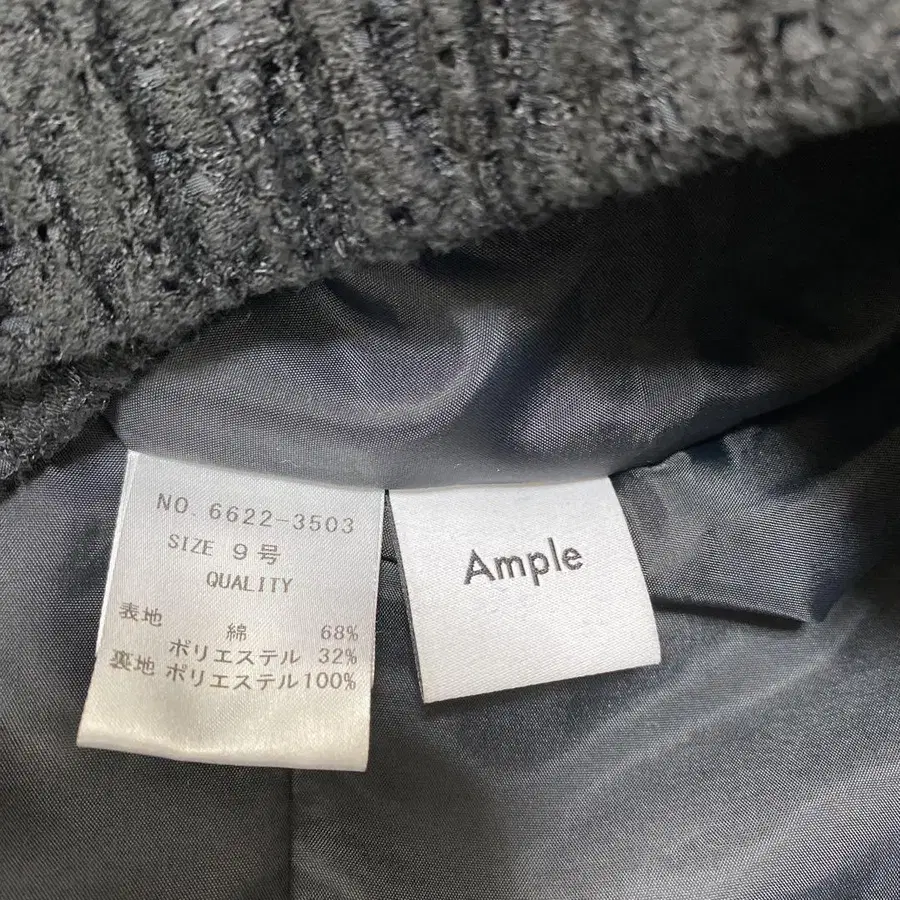 NO. 6622-3503
SIZE 9号
QUALITY
表地
綿 68%
ポリエステル 32%
裏地 ポリエステル100%
Ample